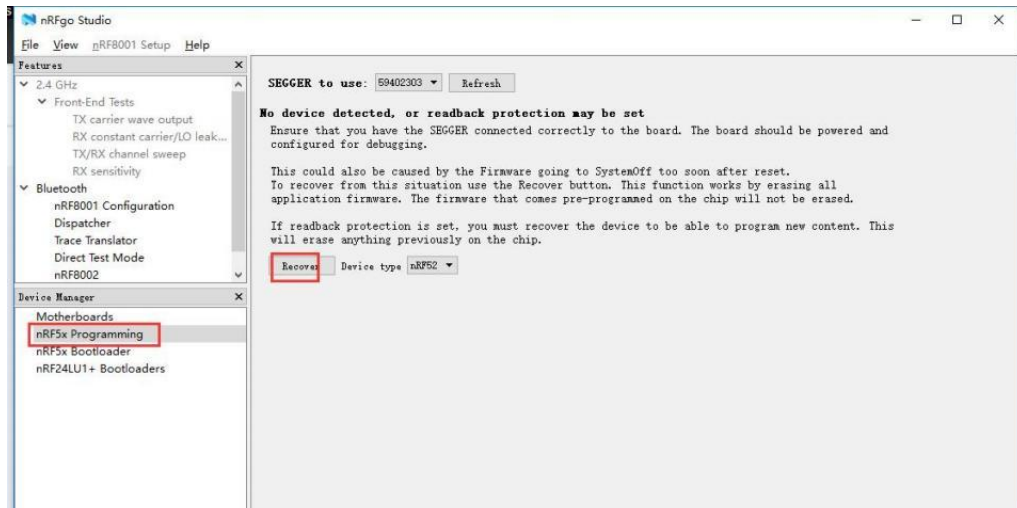 nRFgo Studio
File View nRF8001 Setup Help
Features
2.4 GHz
Front-End Tests
TX carrier wave output
RX constant carrier/LO leak...
TX/RX channel sweep
RX sensitivity
Bluetooth
nRF8001 Configuration
Dispatcher
Trace Translator
Direct Test Mode
nRF8002
Device Manager
Motherboards
nRF5x Programming
nRF5x Bootloader
nRF24LU1+ Bootloaders
SEGGER to use: 59402303 Refresh
No device detected, or readback protection may be set
Ensure that you have the SEGGER connected correctly to the board. The board should be powered and
configured for debugging.
This could also be caused by the Firmware going to SystemOff too soon after reset.
To recover from this situation use the Recover button. This function works by erasing all
application firmware. The firmware that comes pre-programmed on the chip will not be erased.
If readback protection is set, you must recover the device to be able to program new content. This
will erase anything previously on the chip.
Recover Device type nRF52